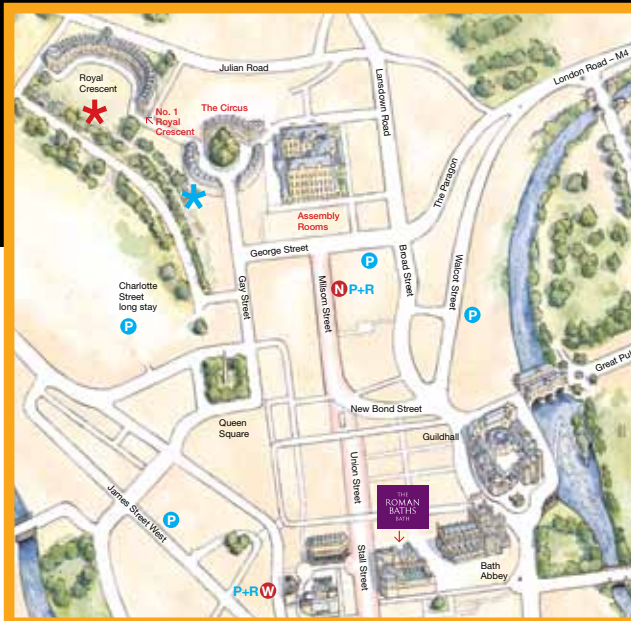 Julian Road
Lansdown Road
London Road – M4
Royal
Crescent
No. 1
Royal
Crescent
The Circus
The Paragon
Assembly
Rooms
George Street
Gay Street
Milsom Street
Broad Street
Walcot Street
P
N P+R
P
Charlotte
Street
long stay
P
Great Pul
New Bond Street
Queen
Square
Guildhall
Union Street
THE
ROMAN
BATHS
BATH
James Street West
P
Stall Street
Bath
Abbey
P+R W